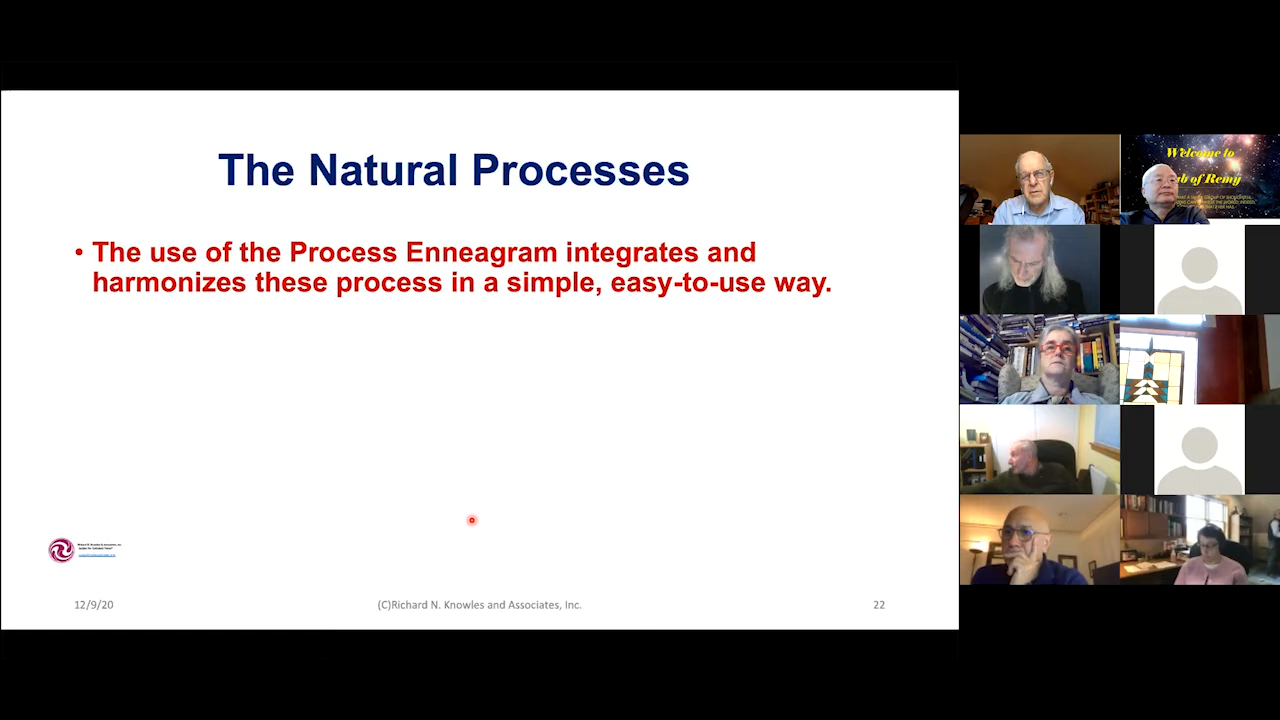 The Natural Processes
• The use of the Process Enneagram integrates and
harmonizes these process in a simple, easy-to-use way.
12/9/20
(C)Richard N. Knowles and Associates, Inc.
22
Welcome to
of Remy